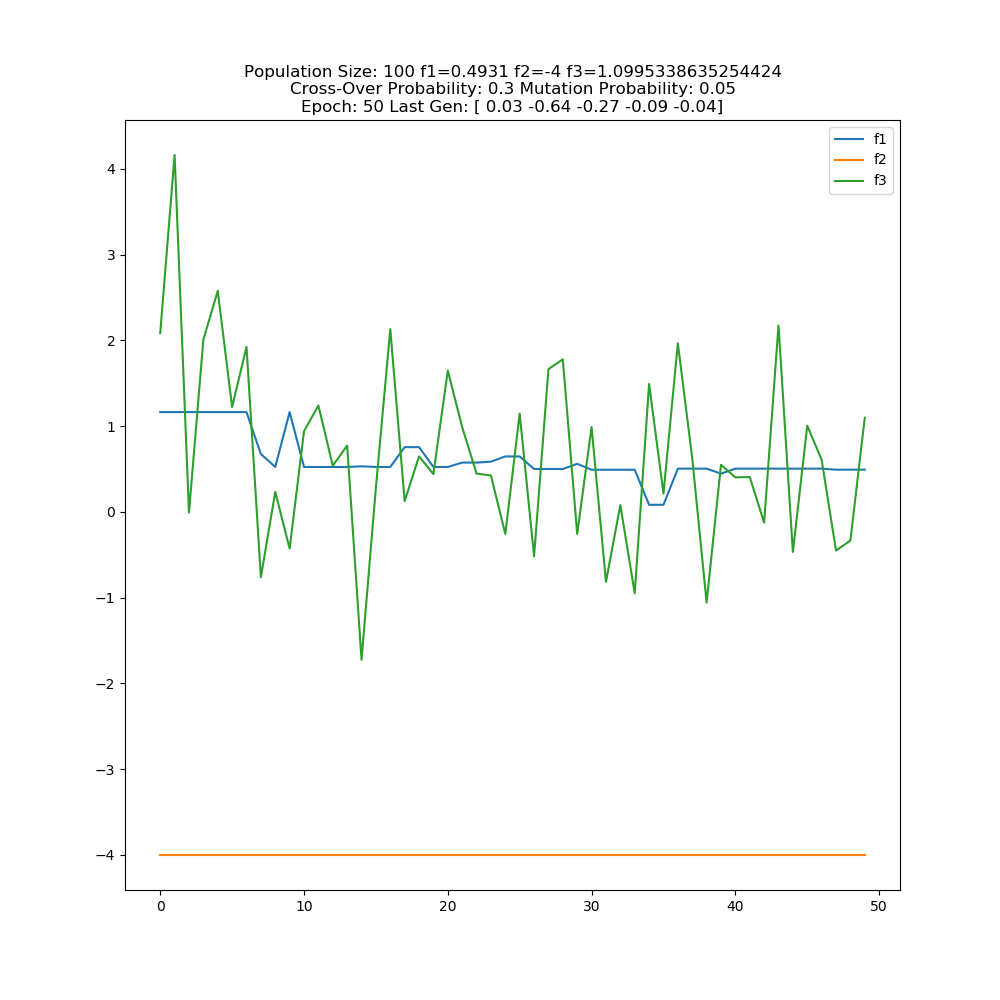 Population Size: 100 f1=0.4931 f2=-4 f3=1.0995338635254424
Cross-Over Probability: 0.3 Mutation Probability: 0.05
Epoch: 50 Last Gen: [ 0.03 -0.64 -0.27 -0.09 -0.04]
f1
f2
f3
4
3
2
1
0
−1
−2
−3
−4
0 10 20 30 40 50